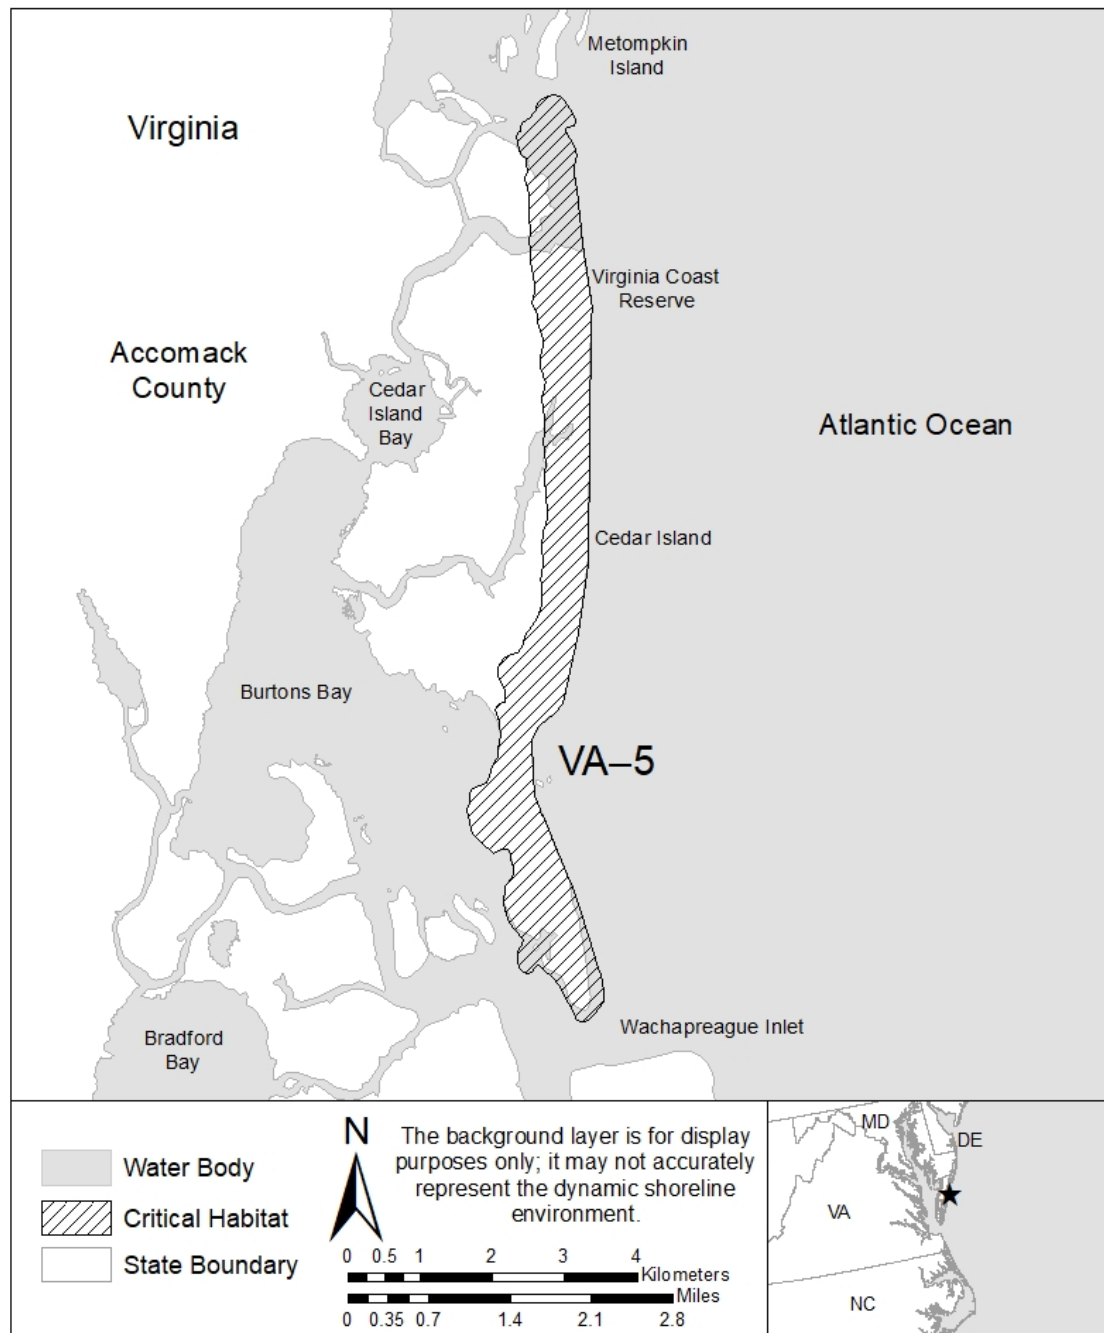 Metompkin
Island
Virginia
Virginia Coast
Reserve
Accomack
County
Cedar
Island
Bay
Atlantic Ocean
Cedar Island
Burtons Bay
VA–5
Wachapreague Inlet
Bradford
Bay
Water Body
Critical Habitat
State Boundary
N
The background layer is for display
purposes only; it may not accurately
represent the dynamic shoreline
environment.
0 0.5 1 2 3 4
Kilometers
Miles
0 0.35 0.7 1.4 2.1 2.8
MD
DE
VA
NC